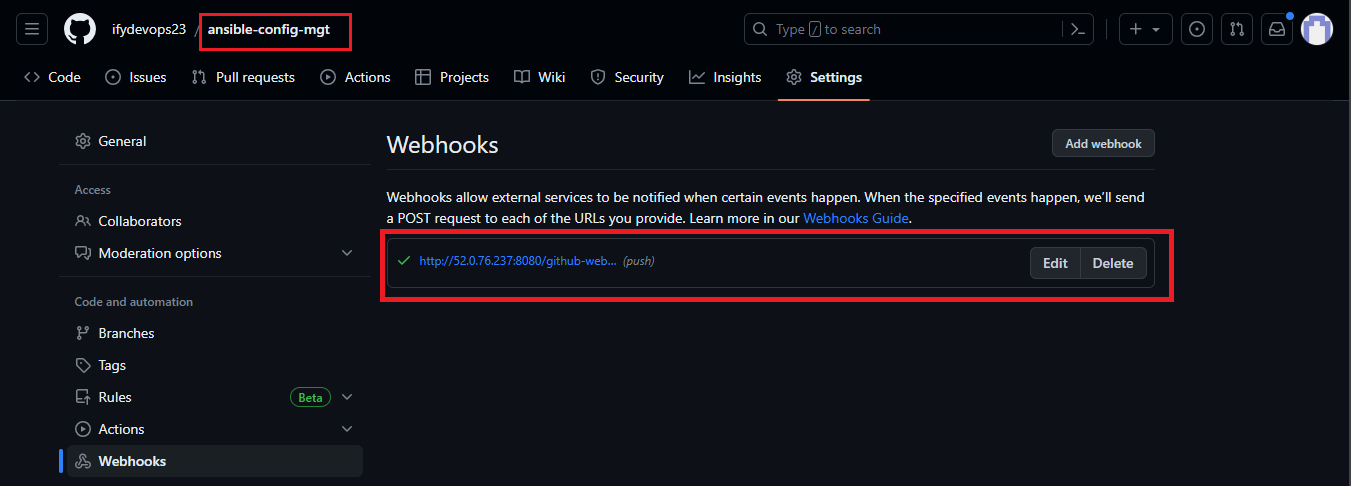 ifydevops23 / ansible-config-mgt
Type / to search
Code Issues Pull requests Actions Projects Wiki Security Insights Settings
General
Access
Collaborators
Moderation options
Code and automation
Branches
Tags
Rules Beta
Actions
Webhooks
Webhooks Add webhook
Webhooks allow external services to be notified when certain events happen. When the specified events happen, we'll send
a POST request to each of the URLs you provide. Learn more in our Webhooks Guide.
http://52.0.76.237:8080/github-web... (push) Edit Delete